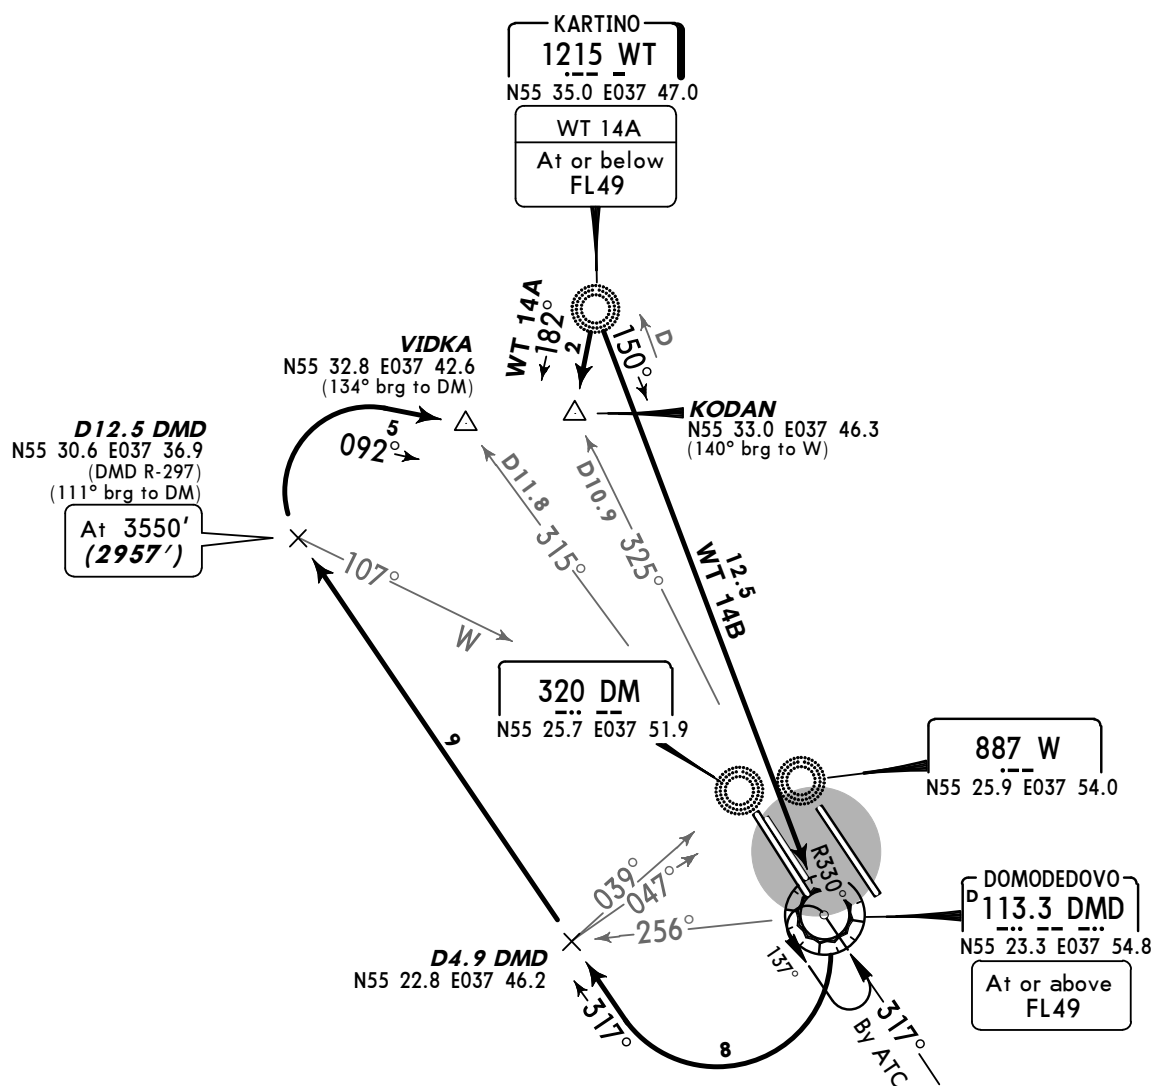 KARTINO
1215 WT
N55 35.0 E037 47.0
WT 14A
At or below
FL49
WT 14A
182°
2
150°
D
VIDKA
N55 32.8 E037 42.6
(134° brg to DM)
KODAN
N55 33.0 E037 46.3
(140° brg to W)
D12.5 DMD
N55 30.6 E037 36.9
(DMD R-297)
(111° brg to DM)
At 3550'
(2957')
5
092°
D11.8
315°
D10.9
325°
12.5
WT 14B
107°
W
320 DM
N55 25.7 E037 51.9
887 W
N55 25.9 E037 54.0
9
039°
047°
256°
R330°
DOMODEDOVO
D 113.3 DMD
N55 23.3 E037 54.8
At or above
FL49
D4.9 DMD
N55 22.8 E037 46.2
317°
8
137°
317°
By ATC